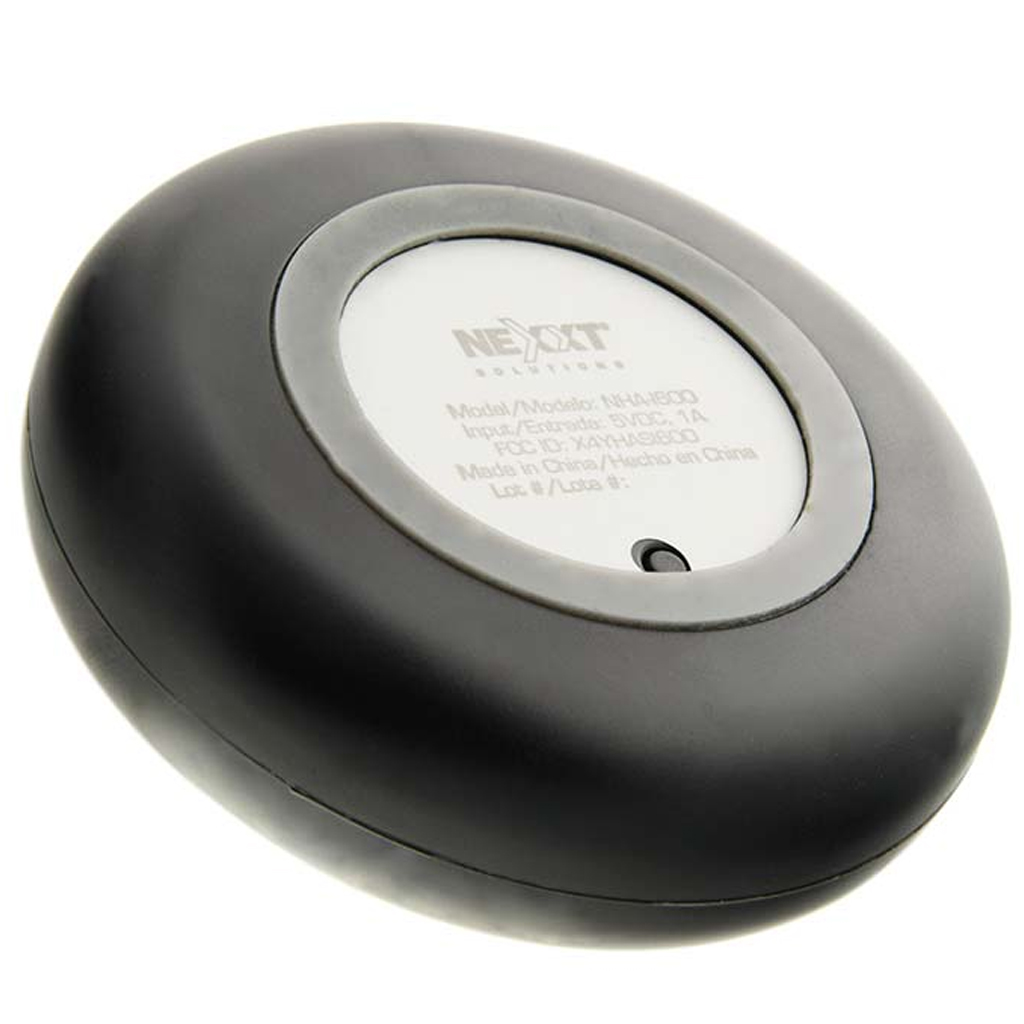 NEXXT
SOLUTIONS
Model/Modelo: NHA-I600
Input/Entrada: 5VDC, 1A
FCC ID: X4YHAS9600
Made in China/Hecho en China
Lot #/Lote #: